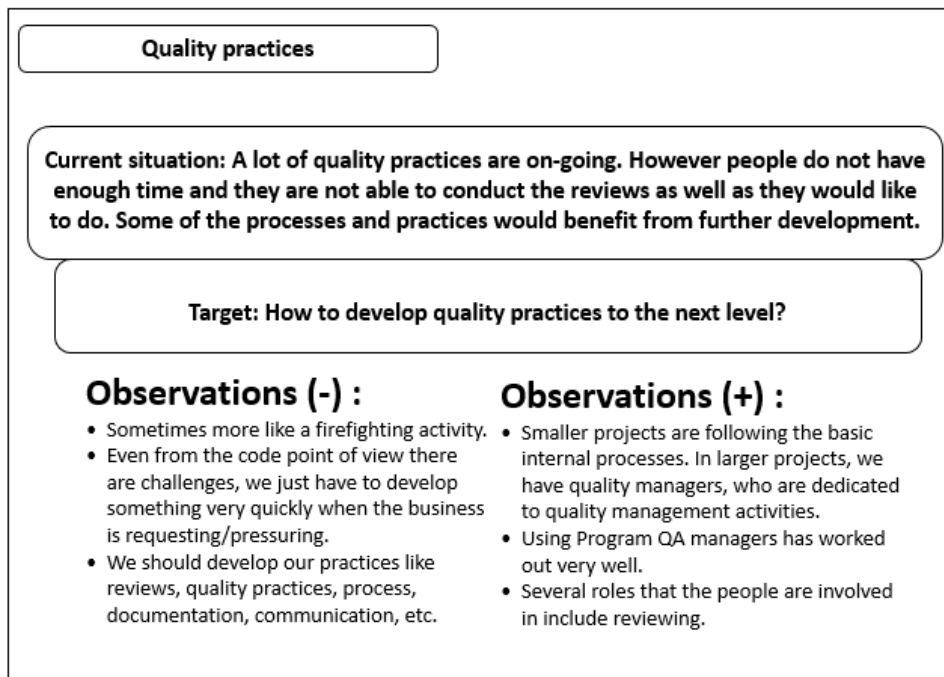 Quality practices
Current situation: A lot of quality practices are on-going. However people do not have
enough time and they are not able to conduct the reviews as well as they would like
to do. Some of the processes and practices would benefit from further development.
Target: How to develop quality practices to the next level?
Observations (-) :
• Sometimes more like a firefighting activity.
• Even from the code point of view there
are challenges, we just have to develop
something very quickly when the business
is requesting/pressuring.
• We should develop our practices like
reviews, quality practices, process,
documentation, communication, etc.
Observations (+) :
• Smaller projects are following the basic
internal processes. In larger projects, we
have quality managers, who are dedicated
to quality management activities.
• Using Program QA managers has worked
out very well.
• Several roles that the people are involved
in include reviewing.